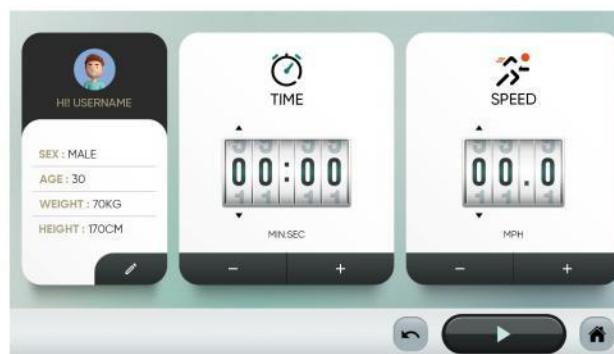 HI! USERNAME
SEX : MALE
AGE : 30
WEIGHT : 70KG
HEIGHT : 170CM
TIME
00:00
MIN:SEC
− +
SPEED
00.0
MPH
− +